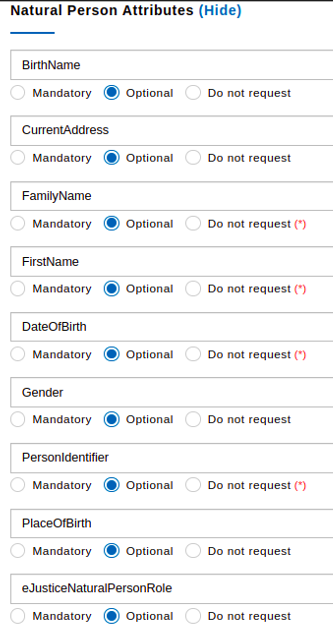 Natural Person Attributes (Hide)
BirthName
Mandatory Optional Do not request
CurrentAddress
Mandatory Optional Do not request
FamilyName
Mandatory Optional Do not request (*)
FirstName
Mandatory Optional Do not request (*)
DateOfBirth
Mandatory Optional Do not request (*)
Gender
Mandatory Optional Do not request
PersonIdentifier
Mandatory Optional Do not request (*)
PlaceOfBirth
Mandatory Optional Do not request
eJusticeNaturalPersonRole
Mandatory Optional Do not request